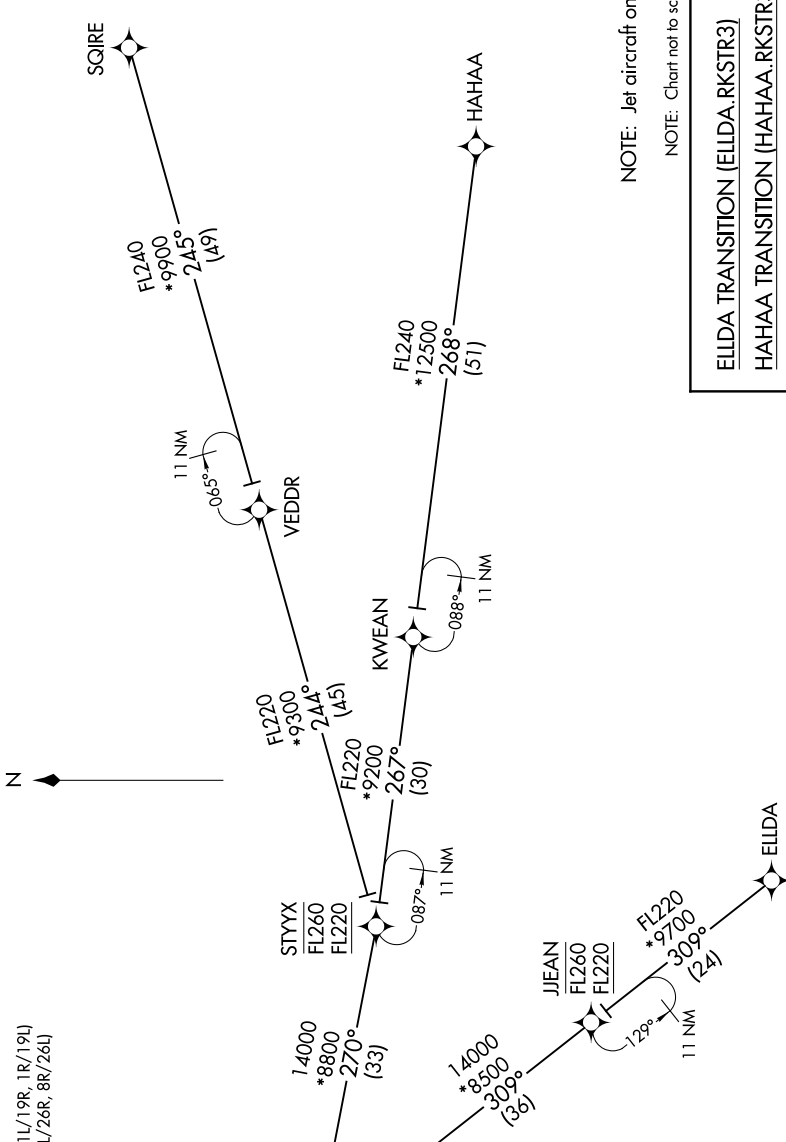 SQIRE
HAHAA
FL240
*9900
245°
(49)
11 NM
065°
VEDDR
FL240
*12500
268°
(51)
KWEAN
088°
11 NM
FL220
*9300
244°
(45)
FL220
*9200
267°
(30)
N
STYYX
FL260
FL220
087°
11 NM
14000
*8800
270°
(33)
JJEAN
FL260
FL220
129°
11 NM
FL220
*9700
309°
(24)
ELLDA
14000
*8500
309°
(36)
1L/19R, 1R/19L)
L/26R, 8R/26L)
NOTE: Jet aircraft on
NOTE: Chart not to sc
ELLDA TRANSITION (ELLDA.RKSTR3)
HAHAA TRANSITION (HAHAA.RKSTR